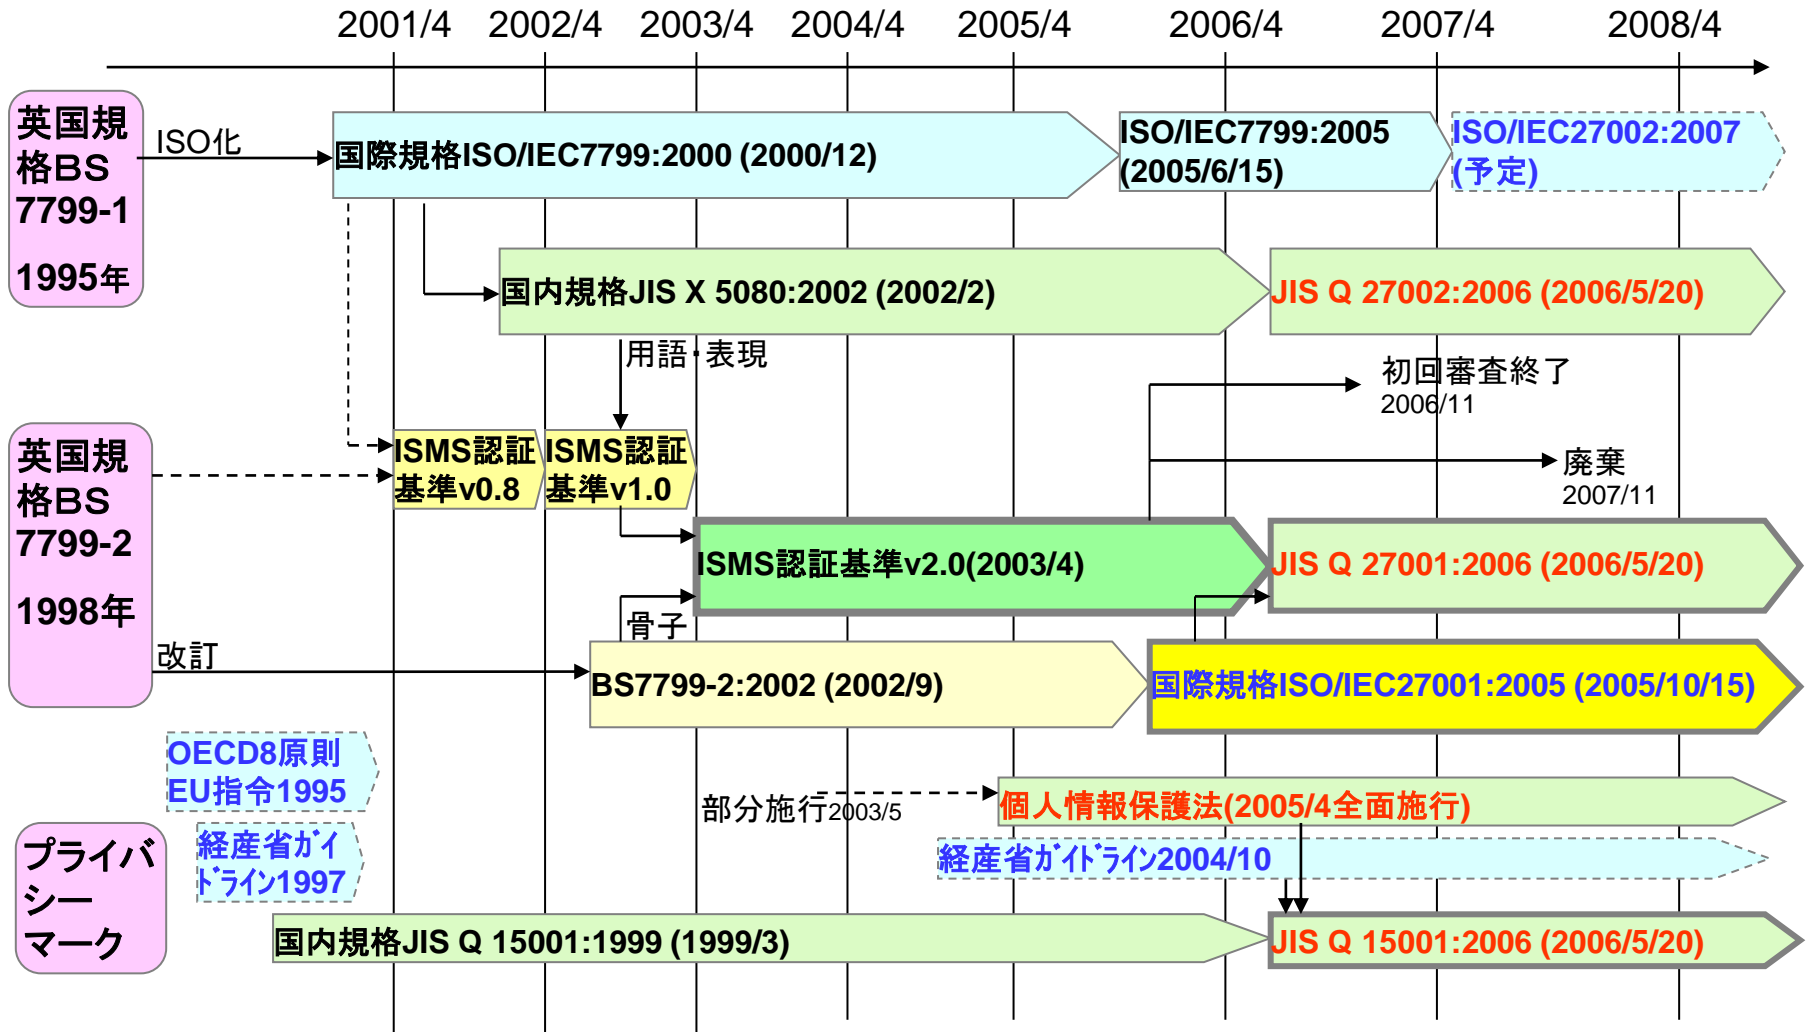 2001/4 2002/4 2003/4 2004/4 2005/4 2006/4 2007/4 2008/4
英国規
格BS
7799-1
1995年
ISO化
国際規格ISO/IEC7799:2000 (2000/12)
ISO/IEC7799:2005
(2005/6/15)
ISO/IEC27002:2007
(予定)
国内規格JIS X 5080:2002 (2002/2)
JIS Q 27002:2006 (2006/5/20)
用語・表現
初回審査終了
2006/11
英国規
格BS
7799-2
1998年
ISMS認証
基準v0.8
ISMS認証
基準v1.0
廃棄
2007/11
ISMS認証基準v2.0(2003/4)
JIS Q 27001:2006 (2006/5/20)
骨子
改訂
BS7799-2:2002 (2002/9)
国際規格ISO/IEC27001:2005 (2005/10/15)
OECD8原則
EU指令1995
部分施行2003/5
個人情報保護法(2005/4全面施行)
プライバ
シー
マーク
経産省ｶﾞｲ
ﾄﾞﾗｲﾝ1997
経産省ｶﾞｲﾄﾞﾗｲﾝ2004/10
国内規格JIS Q 15001:1999 (1999/3)
JIS Q 15001:2006 (2006/5/20)